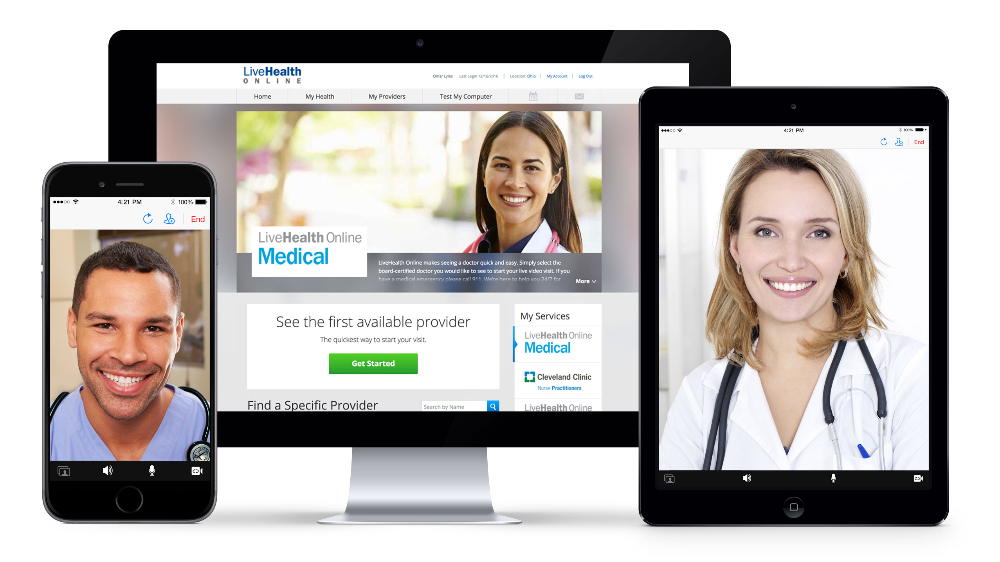 LiveHealth
ONLINE
Omar Lyles Last Login 12/16/2016 Location: Ohio My Account Log Out
Home My Health My Providers Test My Computer 15
LiveHealth Online
Medical
LiveHealth Online makes seeing a doctor quick and easy. Simply select the
board-certified doctor you would like to see to start your live video visit. If you
have a medical emergency please call 911. We're here to help you 24/7 for
More
See the first available provider
The quickest way to start your visit.
Get Started
Find a Specific Provider
Search by Name
My Services
LiveHealth Online
Medical
Cleveland Clinic
Nurse Practitioners
LiveHealth Online
4:21 PM 100%
End
4:21 PM 100%
End